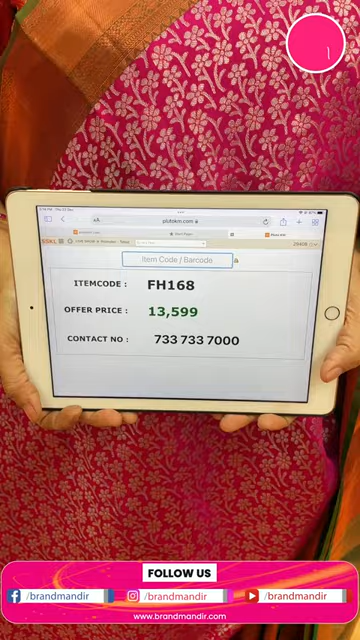 AA
plutokm.com
Item Code / Barcode
ITEMCODE : FH168
OFFER PRICE : 13,599
CONTACT NO : 733 733 7000
FOLLOW US
/brandmandir /brandmandir /brandmandir
www.brandmandir.com